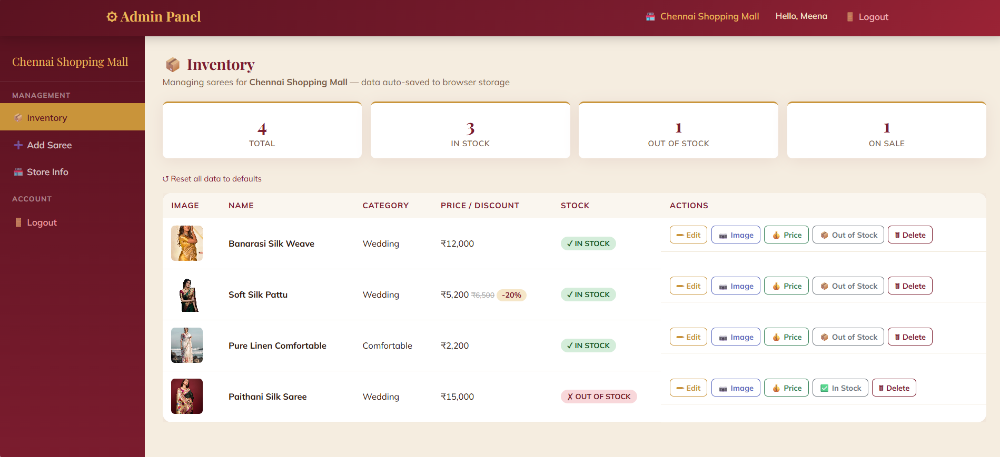 ⚙ Admin Panel
🏪 Chennai Shopping Mall Hello, Meena 🚪 Logout
Chennai Shopping Mall
MANAGEMENT
📦 Inventory
➕ Add Saree
🏪 Store Info
ACCOUNT
🚪 Logout
📦 Inventory
Managing sarees for Chennai Shopping Mall — data auto-saved to browser storage
4
TOTAL
3
IN STOCK
1
OUT OF STOCK
1
ON SALE
↺ Reset all data to defaults
IMAGE NAME CATEGORY PRICE / DISCOUNT STOCK ACTIONS
Banarasi Silk Weave Wedding ₹12,000 ✓ IN STOCK ✏ Edit 📷 Image 💰 Price 📦 Out of Stock 🗑 Delete
Soft Silk Pattu Wedding ₹5,200 ₹6,500 -20% ✓ IN STOCK ✏ Edit 📷 Image 💰 Price 📦 Out of Stock 🗑 Delete
Pure Linen Comfortable Comfortable ₹2,200 ✓ IN STOCK ✏ Edit 📷 Image 💰 Price 📦 Out of Stock 🗑 Delete
Paithani Silk Saree Wedding ₹15,000 ✗ OUT OF STOCK ✏ Edit 📷 Image 💰 Price ✅ In Stock 🗑 Delete